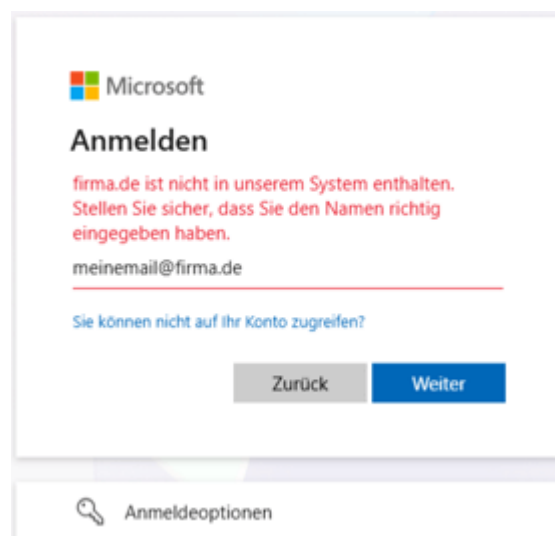 Microsoft
Anmelden
firma.de ist nicht in unserem System enthalten.
Stellen Sie sicher, dass Sie den Namen richtig
eingegeben haben.
meinemail@firma.de
Sie können nicht auf Ihr Konto zugreifen?
Zurück
Weiter
Anmeldeoptionen